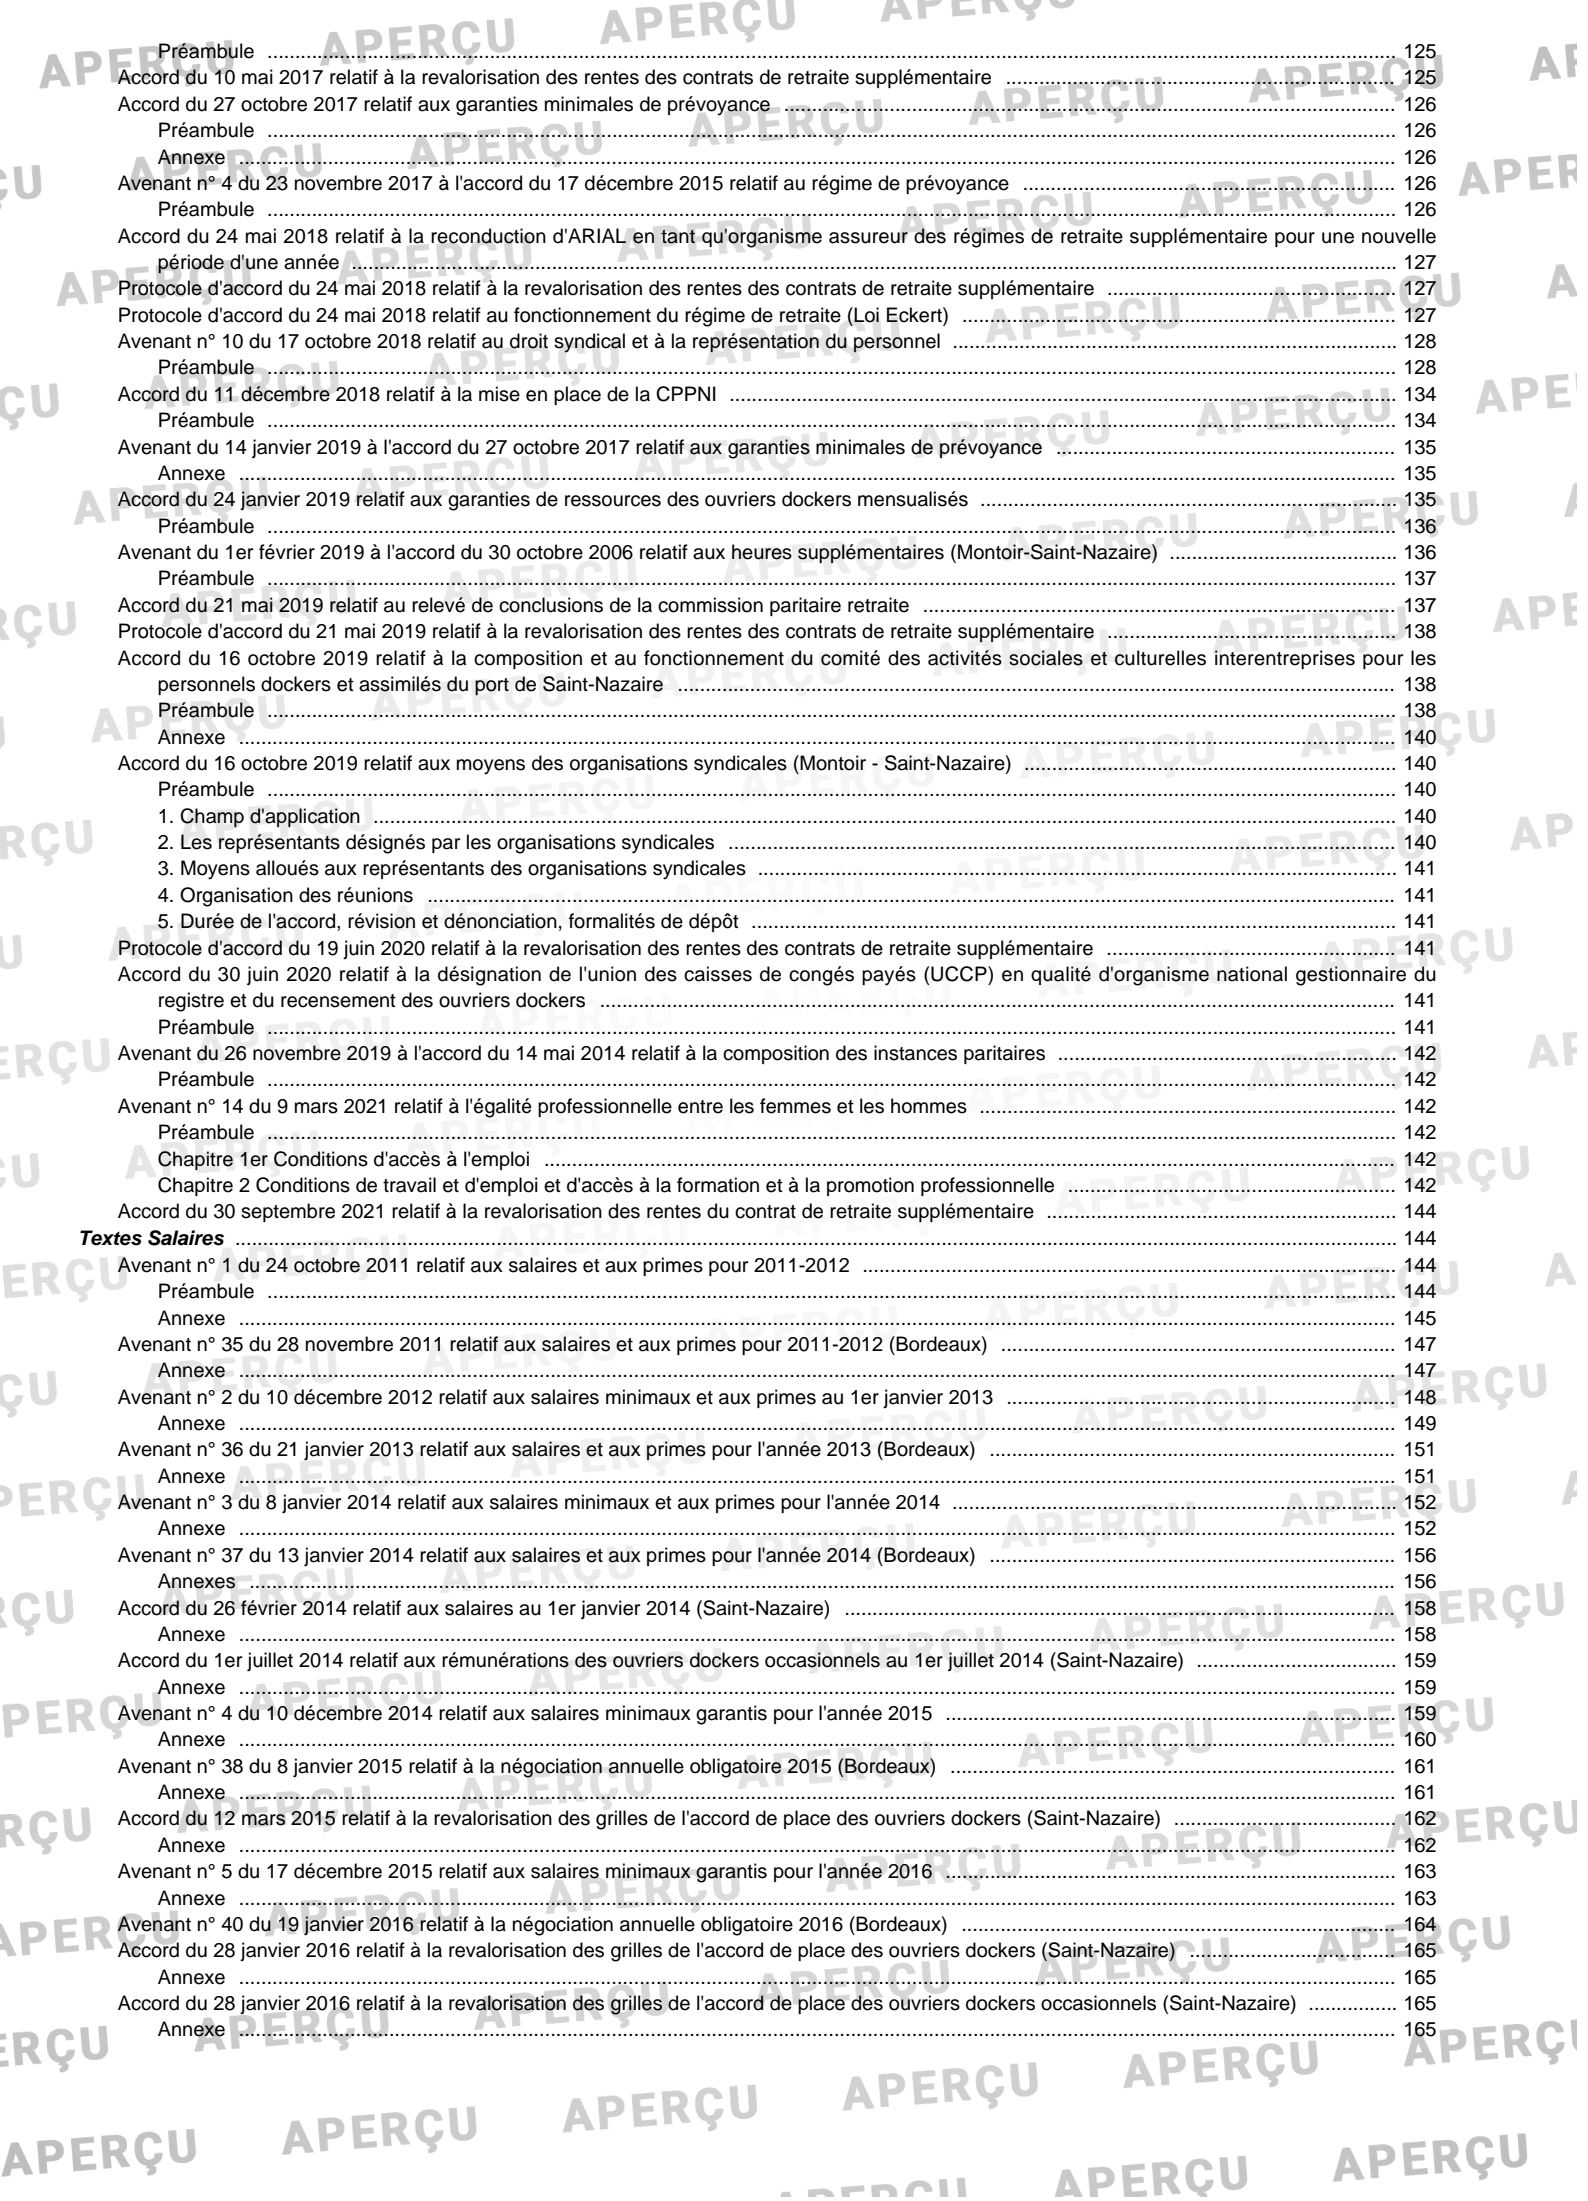 Préambule ........ 125
Accord du 10 mai 2017 relatif à la revalorisation des rentes des contrats de retraite supplémentaire ........ 125
Accord du 27 octobre 2017 relatif aux garanties minimales de prévoyance ........ 126
Préambule ........ 126
Annexe ........ 126
Avenant n° 4 du 23 novembre 2017 à l'accord du 17 décembre 2015 relatif au régime de prévoyance ........ 126
Préambule ........ 126
Accord du 24 mai 2018 relatif à la reconduction d'ARIAL en tant qu'organisme assureur des régimes de retraite supplémentaire pour une nouvelle
période d'une année ........ 127
Protocole d'accord du 24 mai 2018 relatif à la revalorisation des rentes des contrats de retraite supplémentaire ........ 127
Protocole d'accord du 24 mai 2018 relatif au fonctionnement du régime de retraite (Loi Eckert) ........ 127
Avenant n° 10 du 17 octobre 2018 relatif au droit syndical et à la représentation du personnel ........ 128
Préambule ........ 128
Accord du 11 décembre 2018 relatif à la mise en place de la CPPNI ........ 134
Préambule ........ 134
Avenant du 14 janvier 2019 à l'accord du 27 octobre 2017 relatif aux garanties minimales de prévoyance ........ 135
Annexe ........ 135
Accord du 24 janvier 2019 relatif aux garanties de ressources des ouvriers dockers mensualisés ........ 135
Préambule ........ 136
Avenant du 1er février 2019 à l'accord du 30 octobre 2006 relatif aux heures supplémentaires (Montoir-Saint-Nazaire) ........ 136
Préambule ........ 137
Accord du 21 mai 2019 relatif au relevé de conclusions de la commission paritaire retraite ........ 137
Protocole d'accord du 21 mai 2019 relatif à la revalorisation des rentes des contrats de retraite supplémentaire ........ 138
Accord du 16 octobre 2019 relatif à la composition et au fonctionnement du comité des activités sociales et culturelles interentreprises pour les
personnels dockers et assimilés du port de Saint-Nazaire ........ 138
Préambule ........ 138
Annexe ........ 140
Accord du 16 octobre 2019 relatif aux moyens des organisations syndicales (Montoir - Saint-Nazaire) ........ 140
Préambule ........ 140
1. Champ d'application ........ 140
2. Les représentants désignés par les organisations syndicales ........ 140
3. Moyens alloués aux représentants des organisations syndicales ........ 141
4. Organisation des réunions ........ 141
5. Durée de l'accord, révision et dénonciation, formalités de dépôt ........ 141
Protocole d'accord du 19 juin 2020 relatif à la revalorisation des rentes des contrats de retraite supplémentaire ........ 141
Accord du 30 juin 2020 relatif à la désignation de l'union des caisses de congés payés (UCCP) en qualité d'organisme national gestionnaire du
registre et du recensement des ouvriers dockers ........ 141
Préambule ........ 141
Avenant du 26 novembre 2019 à l'accord du 14 mai 2014 relatif à la composition des instances paritaires ........ 142
Préambule ........ 142
Avenant n° 14 du 9 mars 2021 relatif à l'égalité professionnelle entre les femmes et les hommes ........ 142
Préambule ........ 142
Chapitre 1er Conditions d'accès à l'emploi ........ 142
Chapitre 2 Conditions de travail et d'emploi et d'accès à la formation et à la promotion professionnelle ........ 142
Accord du 30 septembre 2021 relatif à la revalorisation des rentes du contrat de retraite supplémentaire ........ 144
Textes Salaires ........ 144
Avenant n° 1 du 24 octobre 2011 relatif aux salaires et aux primes pour 2011-2012 ........ 144
Préambule ........ 144
Annexe ........ 145
Avenant n° 35 du 28 novembre 2011 relatif aux salaires et aux primes pour 2011-2012 (Bordeaux) ........ 147
Annexe ........ 147
Avenant n° 2 du 10 décembre 2012 relatif aux salaires minimaux et aux primes au 1er janvier 2013 ........ 148
Annexe ........ 149
Avenant n° 36 du 21 janvier 2013 relatif aux salaires et aux primes pour l'année 2013 (Bordeaux) ........ 151
Annexe ........ 151
Avenant n° 3 du 8 janvier 2014 relatif aux salaires minimaux et aux primes pour l'année 2014 ........ 152
Annexe ........ 152
Avenant n° 37 du 13 janvier 2014 relatif aux salaires et aux primes pour l'année 2014 (Bordeaux) ........ 156
Annexes ........ 156
Accord du 26 février 2014 relatif aux salaires au 1er janvier 2014 (Saint-Nazaire) ........ 158
Annexe ........ 158
Accord du 1er juillet 2014 relatif aux rémunérations des ouvriers dockers occasionnels au 1er juillet 2014 (Saint-Nazaire) ........ 159
Annexe ........ 159
Avenant n° 4 du 10 décembre 2014 relatif aux salaires minimaux garantis pour l'année 2015 ........ 159
Annexe ........ 160
Avenant n° 38 du 8 janvier 2015 relatif à la négociation annuelle obligatoire 2015 (Bordeaux) ........ 161
Annexe ........ 161
Accord du 12 mars 2015 relatif à la revalorisation des grilles de l'accord de place des ouvriers dockers (Saint-Nazaire) ........ 162
Annexe ........ 162
Avenant n° 5 du 17 décembre 2015 relatif aux salaires minimaux garantis pour l'année 2016 ........ 163
Annexe ........ 163
Avenant n° 40 du 19 janvier 2016 relatif à la négociation annuelle obligatoire 2016 (Bordeaux) ........ 164
Accord du 28 janvier 2016 relatif à la revalorisation des grilles de l'accord de place des ouvriers dockers (Saint-Nazaire) ........ 165
Annexe ........ 165
Accord du 28 janvier 2016 relatif à la revalorisation des grilles de l'accord de place des ouvriers dockers occasionnels (Saint-Nazaire) ........ 165
Annexe ........ 165
APERÇU